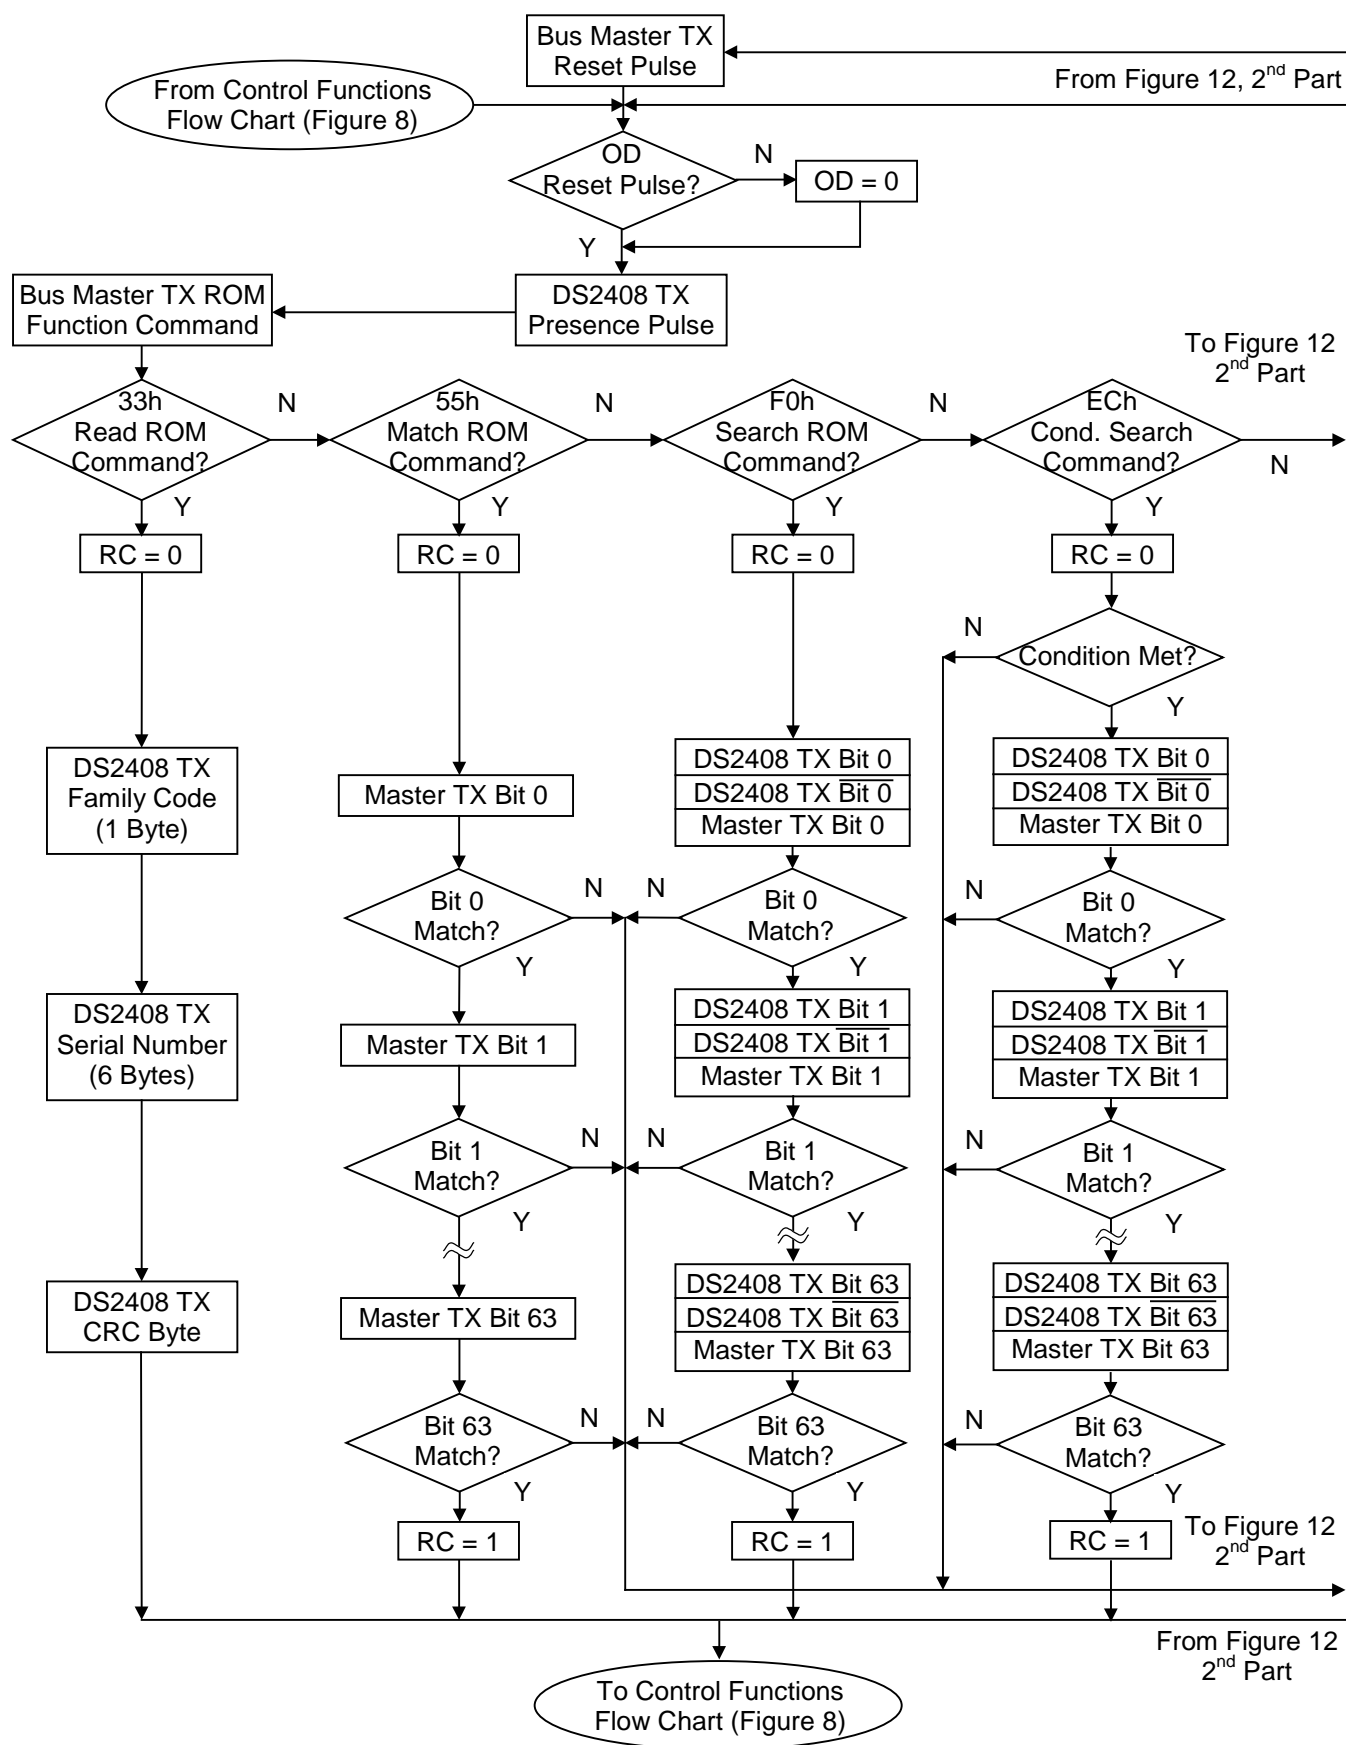 Bus Master TX
Reset Pulse
From Figure 12, 2nd Part
From Control Functions
Flow Chart (Figure 8)
OD
Reset Pulse?
N
OD = 0
Y
Bus Master TX ROM
Function Command
DS2408 TX
Presence Pulse
To Figure 12
2nd Part
33h
Read ROM
Command?
N
55h
Match ROM
Command?
N
F0h
Search ROM
Command?
N
ECh
Cond. Search
Command?
N
Y
Y
Y
Y
RC = 0
RC = 0
RC = 0
RC = 0
N
Condition Met?
Y
DS2408 TX
Family Code
(1 Byte)
Master TX Bit 0
DS2408 TX Bit 0
DS2408 TX Bit 0
Master TX Bit 0
DS2408 TX Bit 0
DS2408 TX Bit 0
Master TX Bit 0
Bit 0
Match?
N
N
Bit 0
Match?
N
Bit 0
Match?
Y
Y
Y
DS2408 TX
Serial Number
(6 Bytes)
Master TX Bit 1
DS2408 TX Bit 1
DS2408 TX Bit 1
Master TX Bit 1
DS2408 TX Bit 1
DS2408 TX Bit 1
Master TX Bit 1
Bit 1
Match?
N
N
Bit 1
Match?
N
Bit 1
Match?
Y
Y
Y
DS2408 TX
CRC Byte
Master TX Bit 63
DS2408 TX Bit 63
DS2408 TX Bit 63
Master TX Bit 63
DS2408 TX Bit 63
DS2408 TX Bit 63
Master TX Bit 63
Bit 63
Match?
N
N
Bit 63
Match?
N
Bit 63
Match?
Y
Y
Y
RC = 1
RC = 1
RC = 1
To Figure 12
2nd Part
From Figure 12
2nd Part
To Control Functions
Flow Chart (Figure 8)